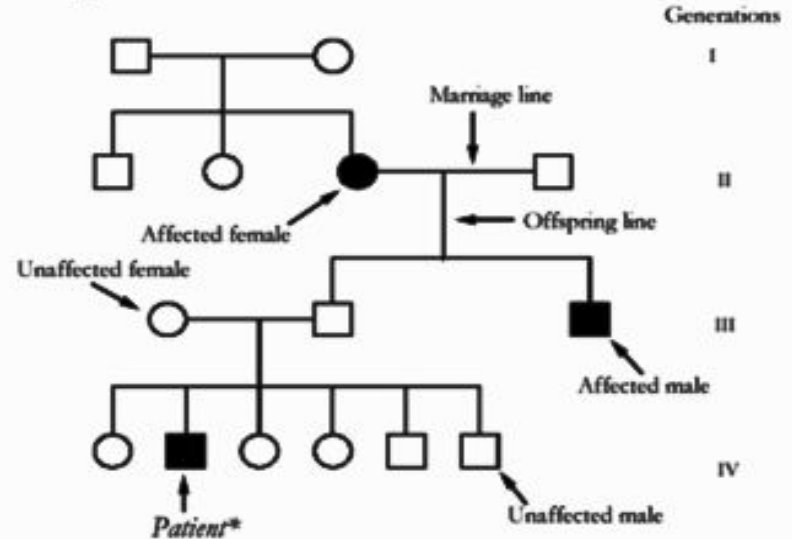 Generations
I
Marriage line
II
Affected female
Offspring line
Unaffected female
III
Affected male
IV
Patient*
Unaffected male